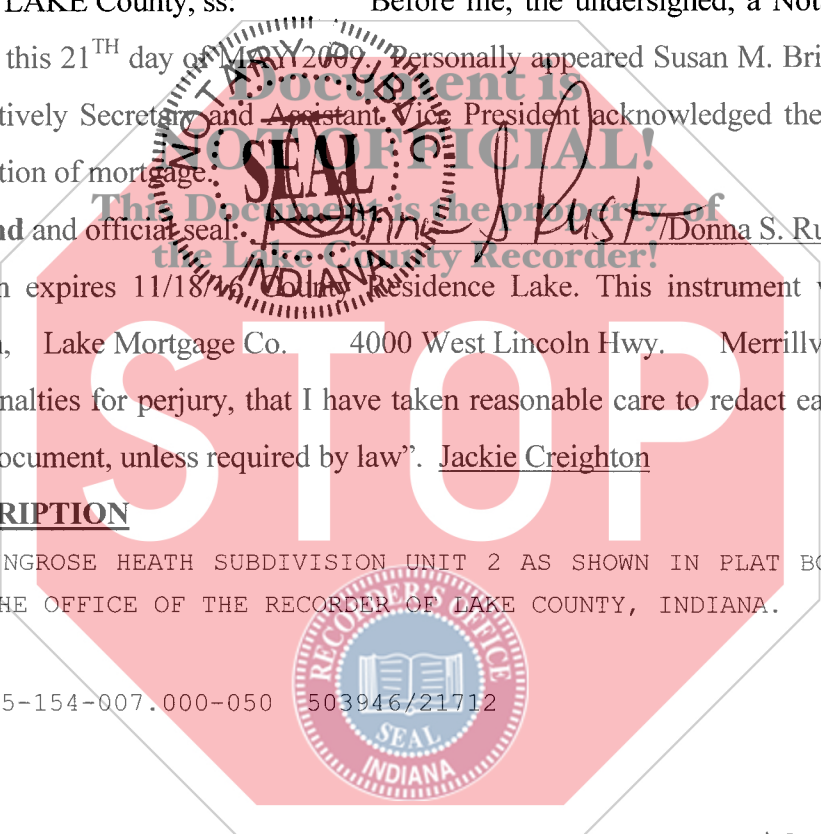 LAKE County, ss: Before me, the undersigned, a Not
this 21TH day of MAY 2009. Personally appeared Susan M. Bri
tively Secretary and Assistant Vice President acknowledged the
tion of mortgage.
nd and official seal: /Donna S. Ru
n expires 11/18/16 County Residence Lake. This instrument v
n, Lake Mortgage Co. 4000 West Lincoln Hwy. Merrillv
nalties for perjury, that I have taken reasonable care to redact ea
ocument, unless required by law”. Jackie Creighton
RIPTION
NGROSE HEATH SUBDIVISION UNIT 2 AS SHOWN IN PLAT BO
HE OFFICE OF THE RECORDER OF LAKE COUNTY, INDIANA.
5-154-007.000-050 503946/21712
NOTARY PUBLIC
SEAL
INDIANA
Document is
NOT OFFICIAL!
This Document is the property of
the Lake County Recorder!
STOP
RECORDER'S OFFICE
SEAL
INDIANA